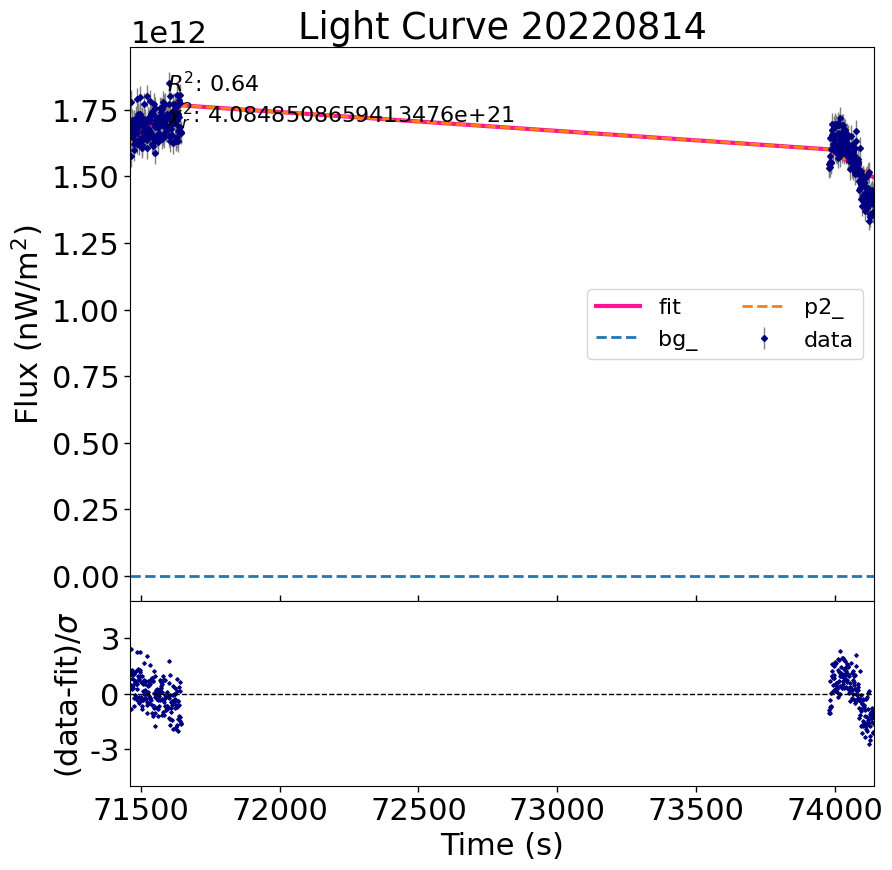 Light Curve 20220814
1e12
R²: 0.64
χ²ᵣ: 4.0848508659413476e+21
1.75
1.50
1.25
1.00
0.75
0.50
0.25
0.00
Flux (nW/m²)
fit
bg_
p2_
data
3
0
-3
(data-fit)/σ
71500 72000 72500 73000 73500 74000
Time (s)